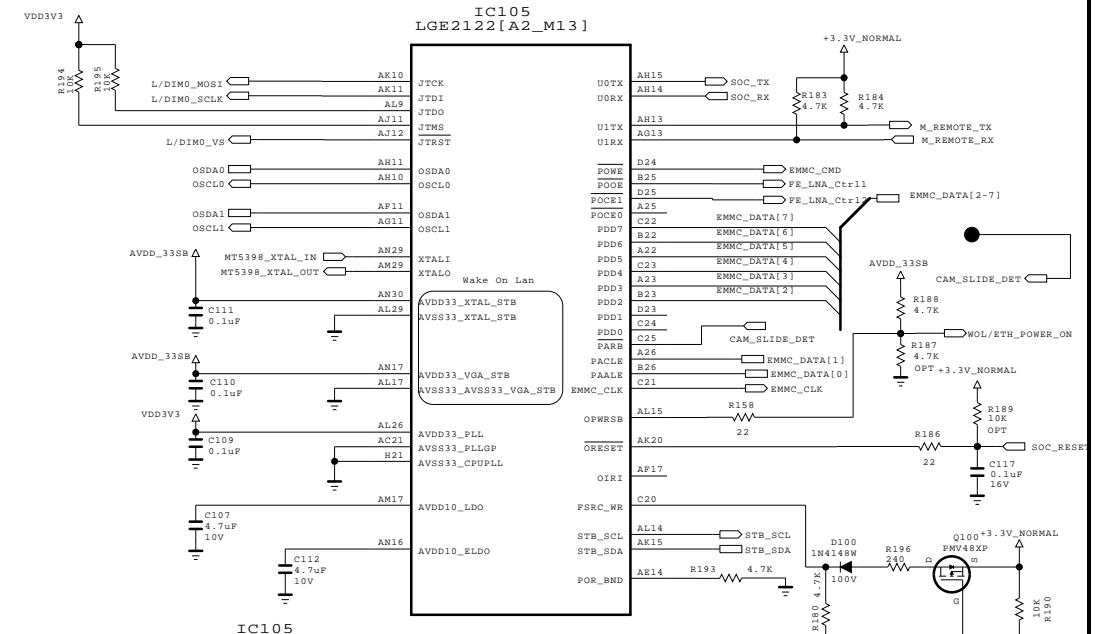 IC105
LGE2122[A2_M13]
VDD3V3
R194
10K
R195
10K
L/DIM0_MOSI
L/DIM0_SCLK
L/DIM0_VS
OSDA0
OSCL0
OSDA1
OSCL1
AVDD_33SB
MT5398_XTAL_IN
MT5398_XTAL_OUT
C111
0.1uF
AVDD_33SB
C110
0.1uF
VDD3V3
C109
0.1uF
C107
4.7uF
10V
C112
4.7uF
10V
AK10
AK11
AL9
AJ11
AJ12
AH11
AH10
AF11
AG11
AN29
AM29
AN30
AL29
AN17
AL17
AL26
AC21
H21
AM17
AN16
JTCK
JTDI
JTDO
JTMS
JTRST
OSDA0
OSCL0
OSDA1
OSCL1
XTALI
XTALO
Wake On Lan
AVDD33_XTAL_STB
AVSS33_XTAL_STB
AVDD33_VGA_STB
AVSS33_AVSS33_VGA_STB
AVDD33_PLL
AVSS33_PLLGP
AVSS33_CPUPLL
AVDD10_LDO
AVDD10_ELDO
U0TX
U0RX
U1TX
U1RX
POWE
POOE
POCE1
POCE0
PDD7
PDD6
PDD5
PDD4
PDD3
PDD2
PDD1
PDD0
PARB
PACLE
PAALE
EMMC_CLK
OPWRSB
ORESET
OIRI
FSRC_WR
STB_SCL
STB_SDA
POR_BND
AH15
AH14
AH13
AG13
D24
B25
D25
A25
C22
B22
A22
C23
A23
B23
D23
C24
C25
A26
B26
C21
AL15
AK20
AF17
C20
AL14
AK15
AE14
+3.3V_NORMAL
SOC_TX
SOC_RX
R183
4.7K
R184
4.7K
M_REMOTE_TX
M_REMOTE_RX
EMMC_CMD
FE_LNA_Ctrl1
FE_LNA_Ctrl2
EMMC_DATA[2-7]
EMMC_DATA[7]
EMMC_DATA[6]
EMMC_DATA[5]
EMMC_DATA[4]
EMMC_DATA[3]
EMMC_DATA[2]
CAM_SLIDE_DET
EMMC_DATA[1]
EMMC_DATA[0]
EMMC_CLK
CAM_SLIDE_DET
AVDD_33SB
R188
4.7K
WOL/ETH_POWER_ON
R187
4.7K
OPT
+3.3V_NORMAL
R189
10K
OPT
R158
22
R186
22
SOC_RESET
C117
0.1uF
16V
STB_SCL
STB_SDA
R193
4.7K
D100
1N4148W
100V
R196
240
Q100
PMV48XP
+3.3V_NORMAL
D
S
G
R180
4.7K
10K
R190
IC105